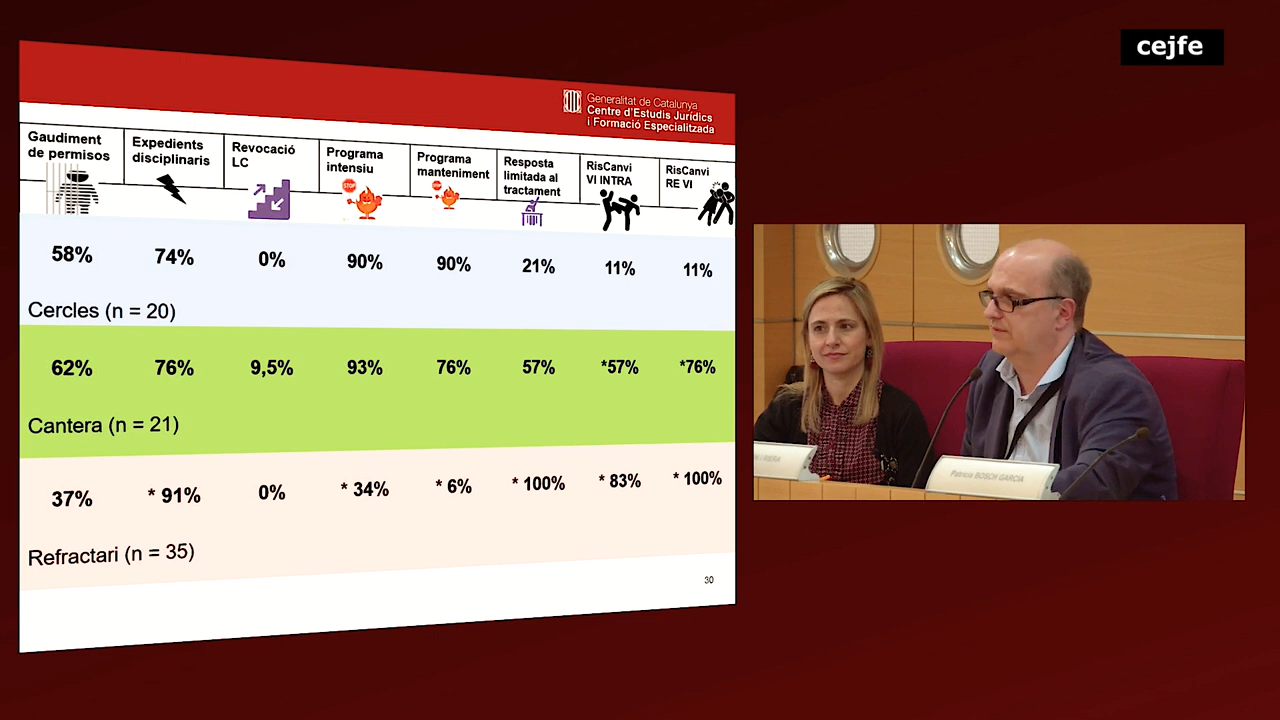 cejfe
Generalitat de Catalunya
Centre d'Estudis Jurídics
i Formació Especialitzada
Gaudiment
de permisos
Expedients
disciplinaris
Revocació
LC
Programa
intensiu
Programa
manteniment
Resposta
limitada al
tractament
RisCanvi
VI INTRA
RisCanvi
RE VI
STOP
58% 74% 0% 90% 90% 21% 11% 11%
Cercles (n = 20)
62% 76% 9,5% 93% 76% 57% *57% *76%
Cantera (n = 21)
37% * 91% 0% * 34% * 6% * 100% * 83% * 100%
Refractari (n = 35)
30
RIERA
Patricia BOSCH GARCIA